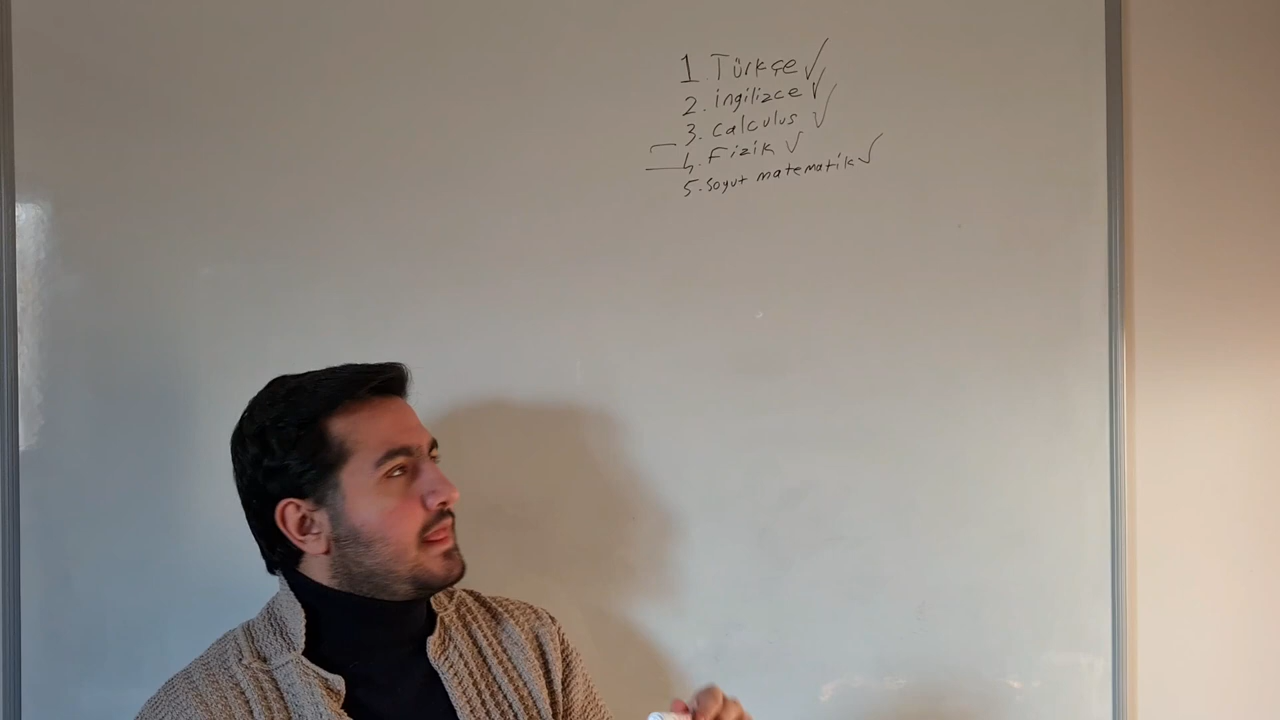 1. Türkçe ✓
2. ingilizce ✓
3. Calculus ✓
4. Fizik ✓
5. Soyut matematik ✓